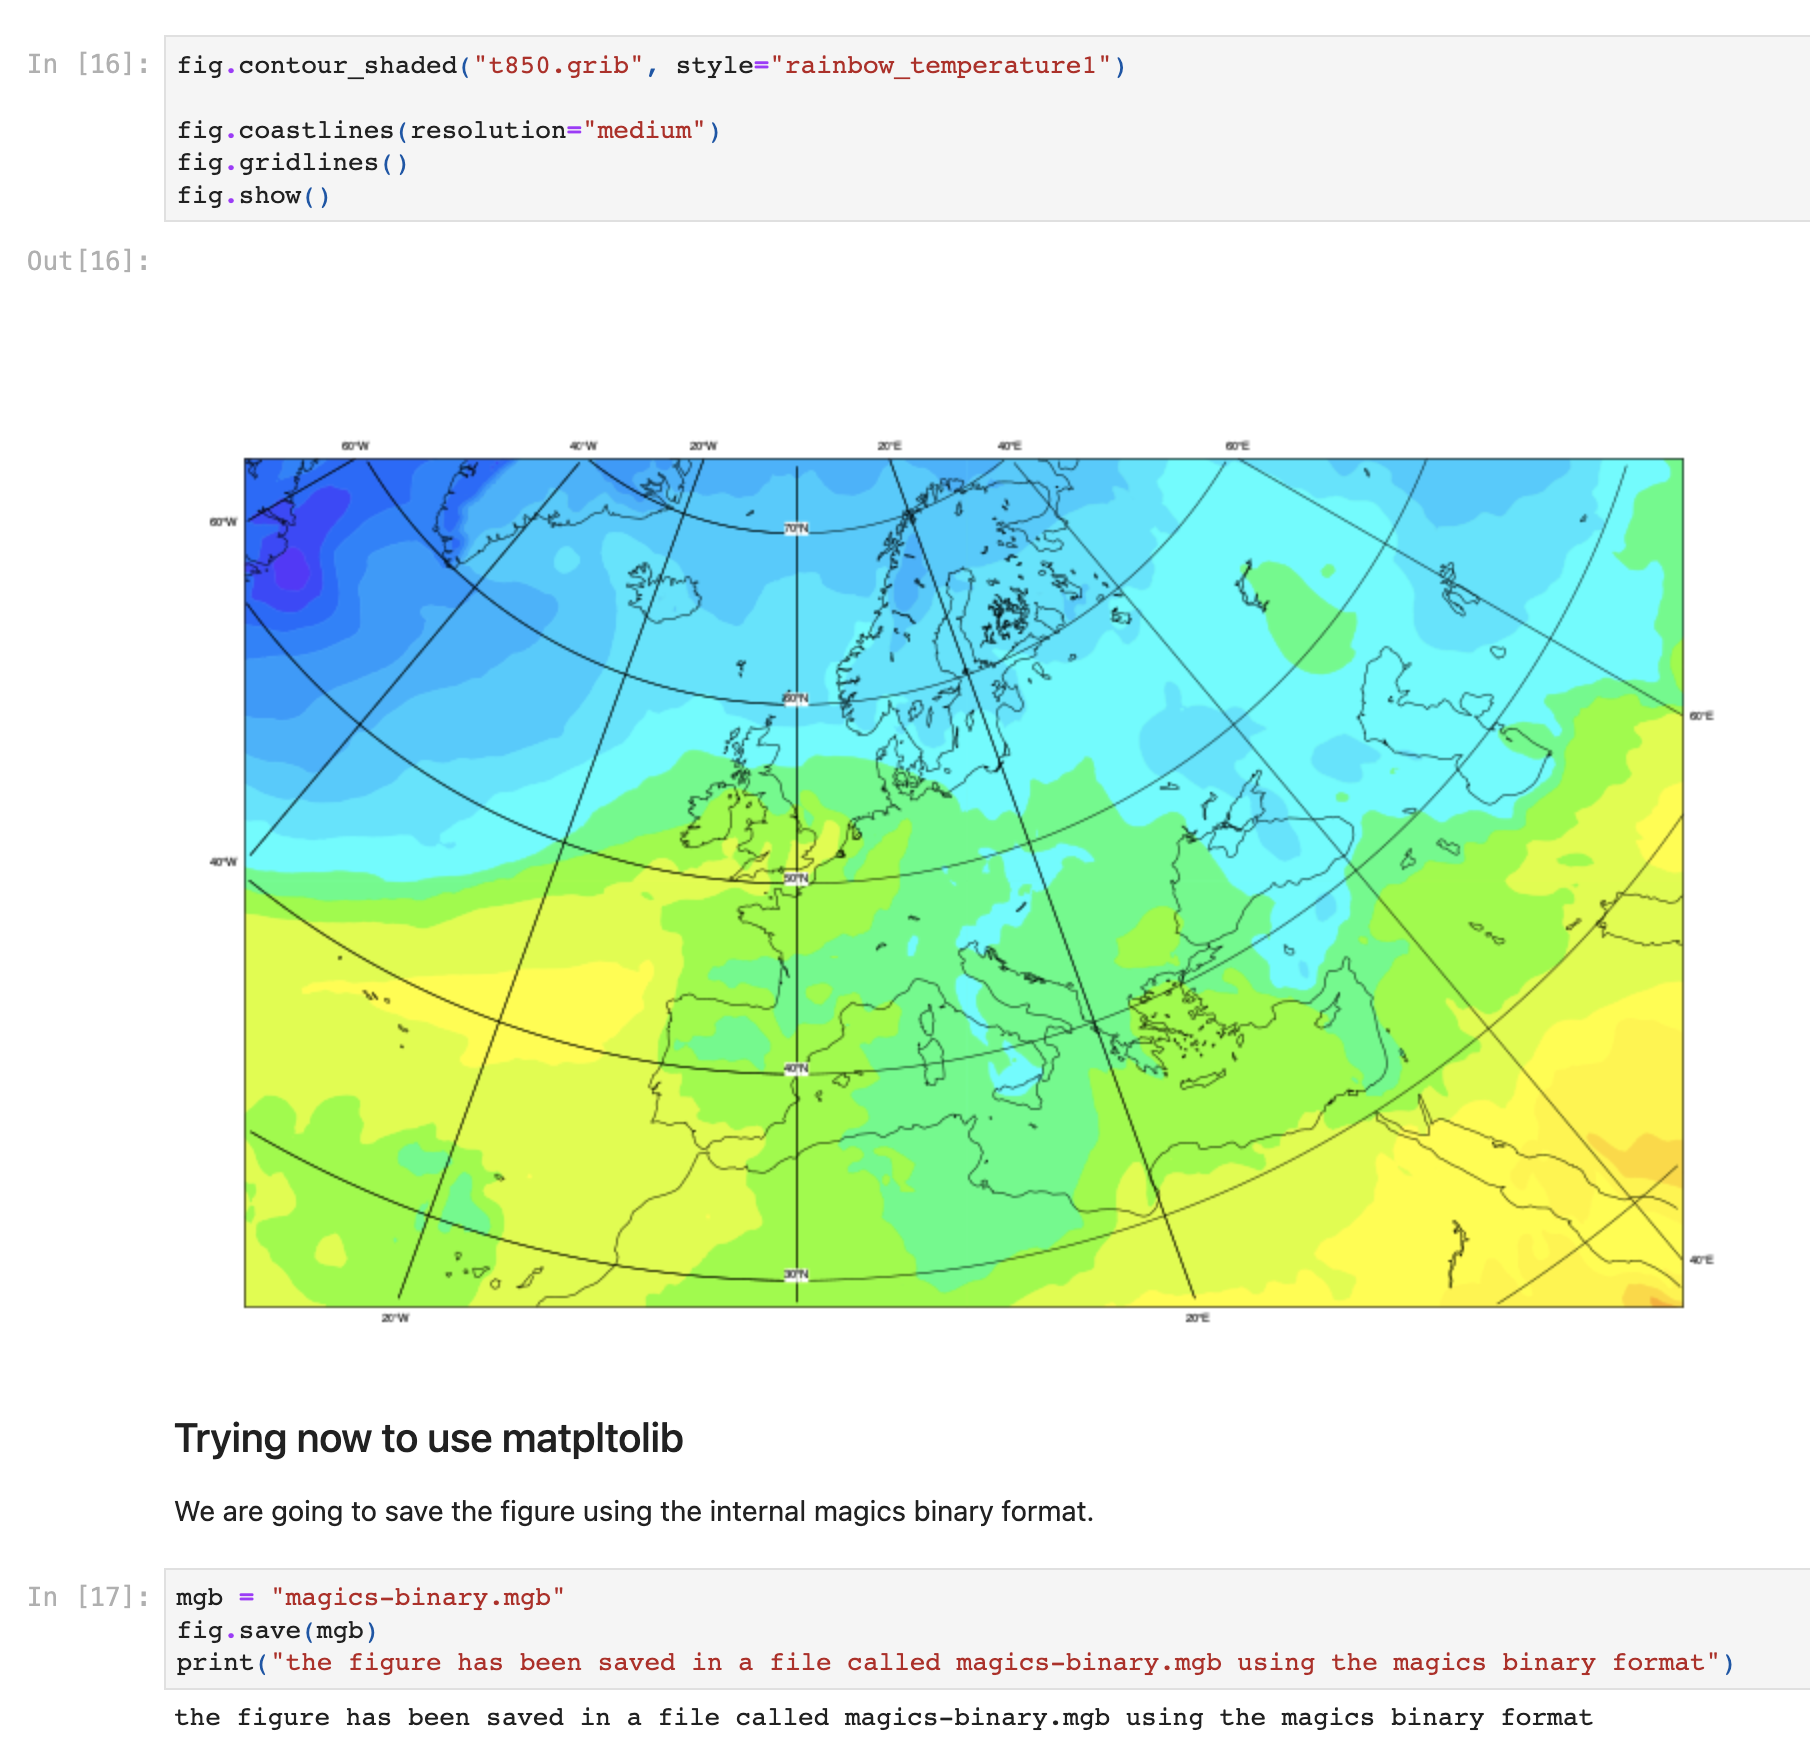 In [16]: fig.contour_shaded("t850.grib", style="rainbow_temperature1")
fig.coastlines(resolution="medium")
fig.gridlines()
fig.show()
Out[16]:
60°W 40°W 20°W 20°E 40°E 60°E
60°W
70°N
60°N
60°E
40°W
50°N
40°N
40°E
30°N
20°W 20°E
Trying now to use matpltolib
We are going to save the figure using the internal magics binary format.
In [17]: mgb = "magics-binary.mgb"
fig.save(mgb)
print("the figure has been saved in a file called magics-binary.mgb using the magics binary format")
the figure has been saved in a file called magics-binary.mgb using the magics binary format